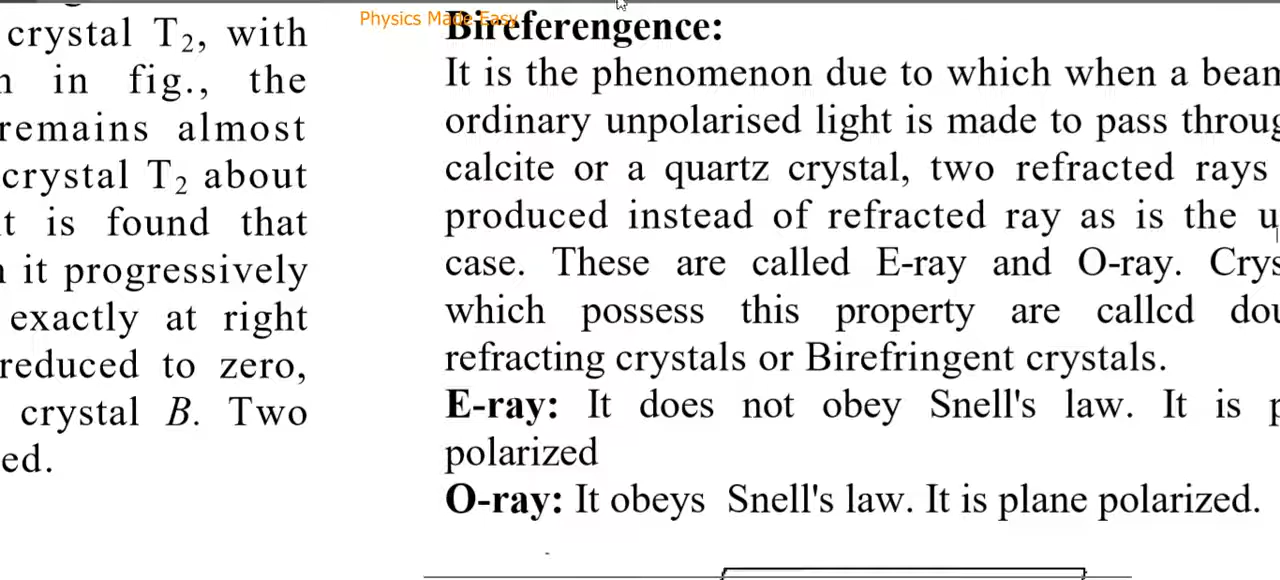 crystal T₂, with
in fig., the
remains almost
crystal T₂ about
t is found that
it progressively
exactly at right
reduced to zero,
crystal B. Two
ed.
Physics Made Easy
Bireferengence:
It is the phenomenon due to which when a bean
ordinary unpolarised light is made to pass throug
calcite or a quartz crystal, two refracted rays
produced instead of refracted ray as is the u
case. These are called E-ray and O-ray. Crys
which possess this property are callcd dou
refracting crystals or Birefringent crystals.
E-ray: It does not obey Snell's law. It is p
polarized
O-ray: It obeys Snell's law. It is plane polarized.